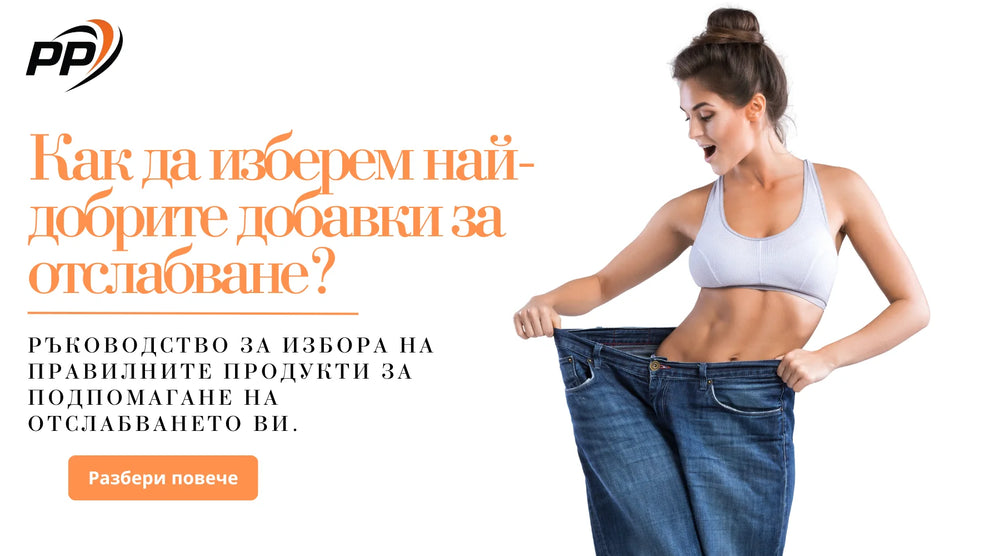 PP
Как да изберем най-
добрите добавки за
отслабване?
РЪКОВОДСТВО ЗА ИЗБОРА НА
ПРАВИЛНИТЕ ПРОДУКТИ ЗА
ПОДПОМАГАНЕ НА
ОТСЛАБВАНЕТО ВИ.
Разбери повече